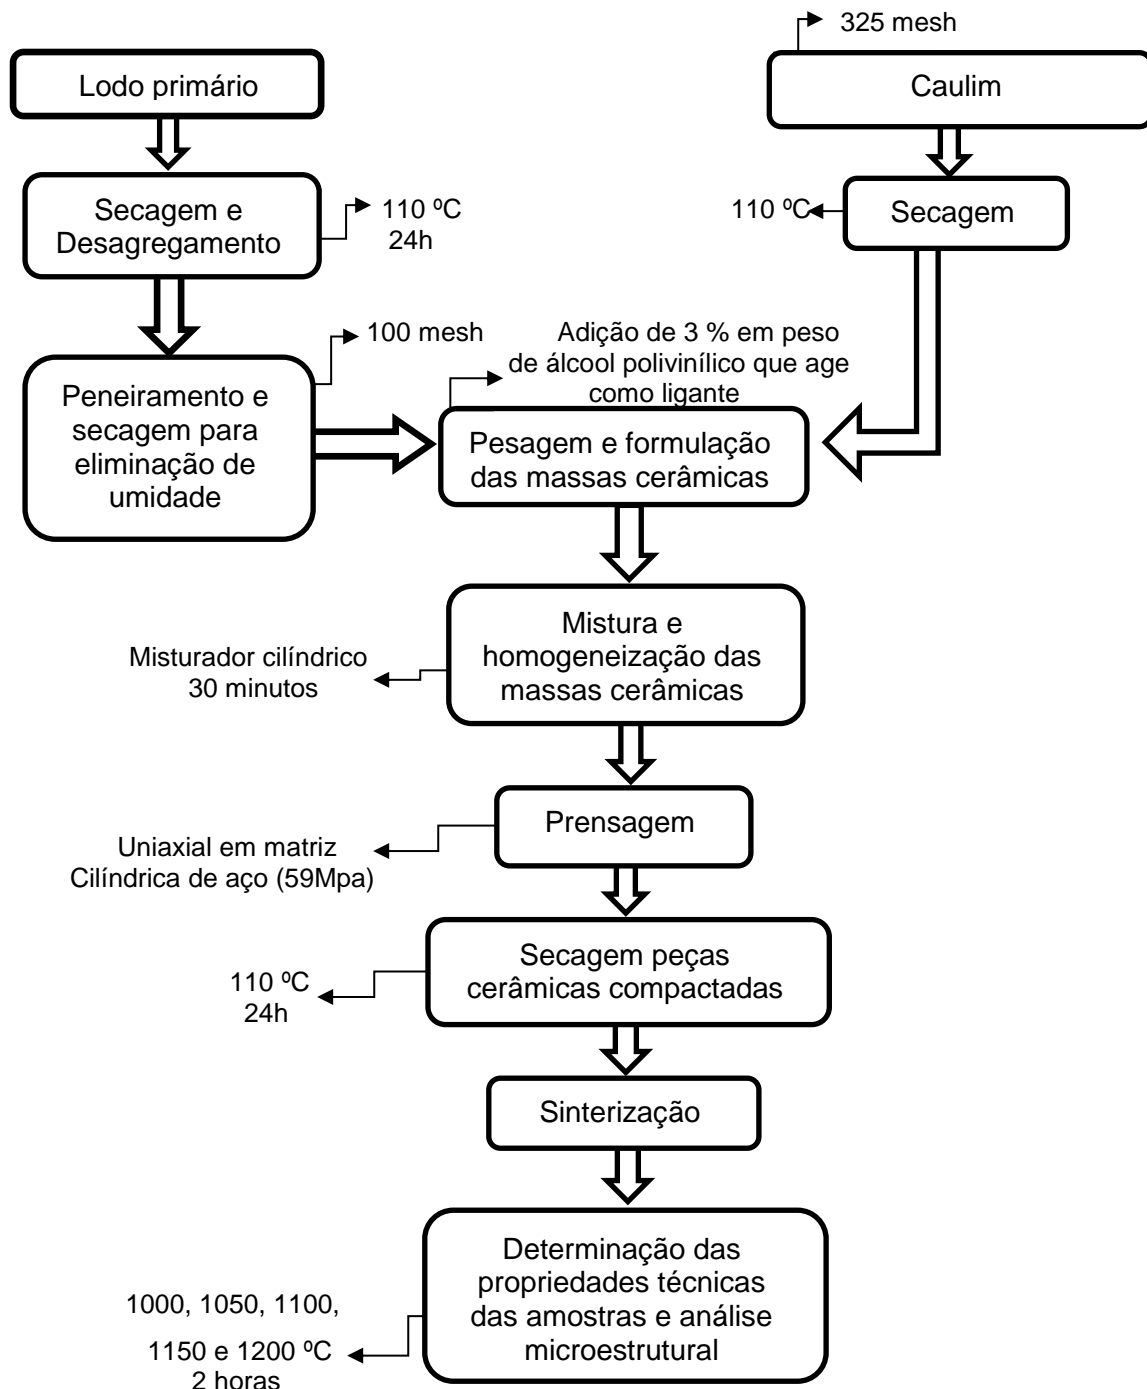 325 mesh
Lodo primário
Caulim
Secagem e
Desagregamento
110 ºC
24h
110 ºC
Secagem
100 mesh
Adição de 3 % em peso
de álcool polivinílico que age
como ligante
Peneiramento e
secagem para
eliminação de
umidade
Pesagem e formulação
das massas cerâmicas
Mistura e
homogeneização das
massas cerâmicas
Misturador cilíndrico
30 minutos
Prensagem
Uniaxial em matriz
Cilíndrica de aço (59Mpa)
Secagem peças
cerâmicas compactadas
110 ºC
24h
Sinterização
Determinação das
propriedades técnicas
das amostras e análise
microestrutural
1000, 1050, 1100,
1150 e 1200 ºC
2 horas